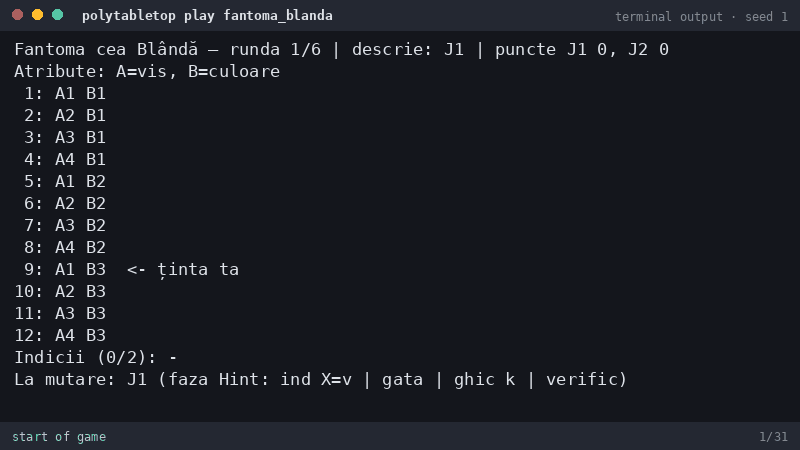 polytabletop play fantoma_blanda
terminal output · seed 1
Fantoma cea Blândă — runda 1/6 | descrie: J1 | puncte J1 0, J2 0
Atribute: A=vis, B=culoare
1: A1 B1
2: A2 B1
3: A3 B1
4: A4 B1
5: A1 B2
6: A2 B2
7: A3 B2
8: A4 B2
9: A1 B3 <- ținta ta
10: A2 B3
11: A3 B3
12: A4 B3
Indicii (0/2): -
La mutare: J1 (faza Hint: ind X=v | gata | ghic k | verific)
start of game
1/31